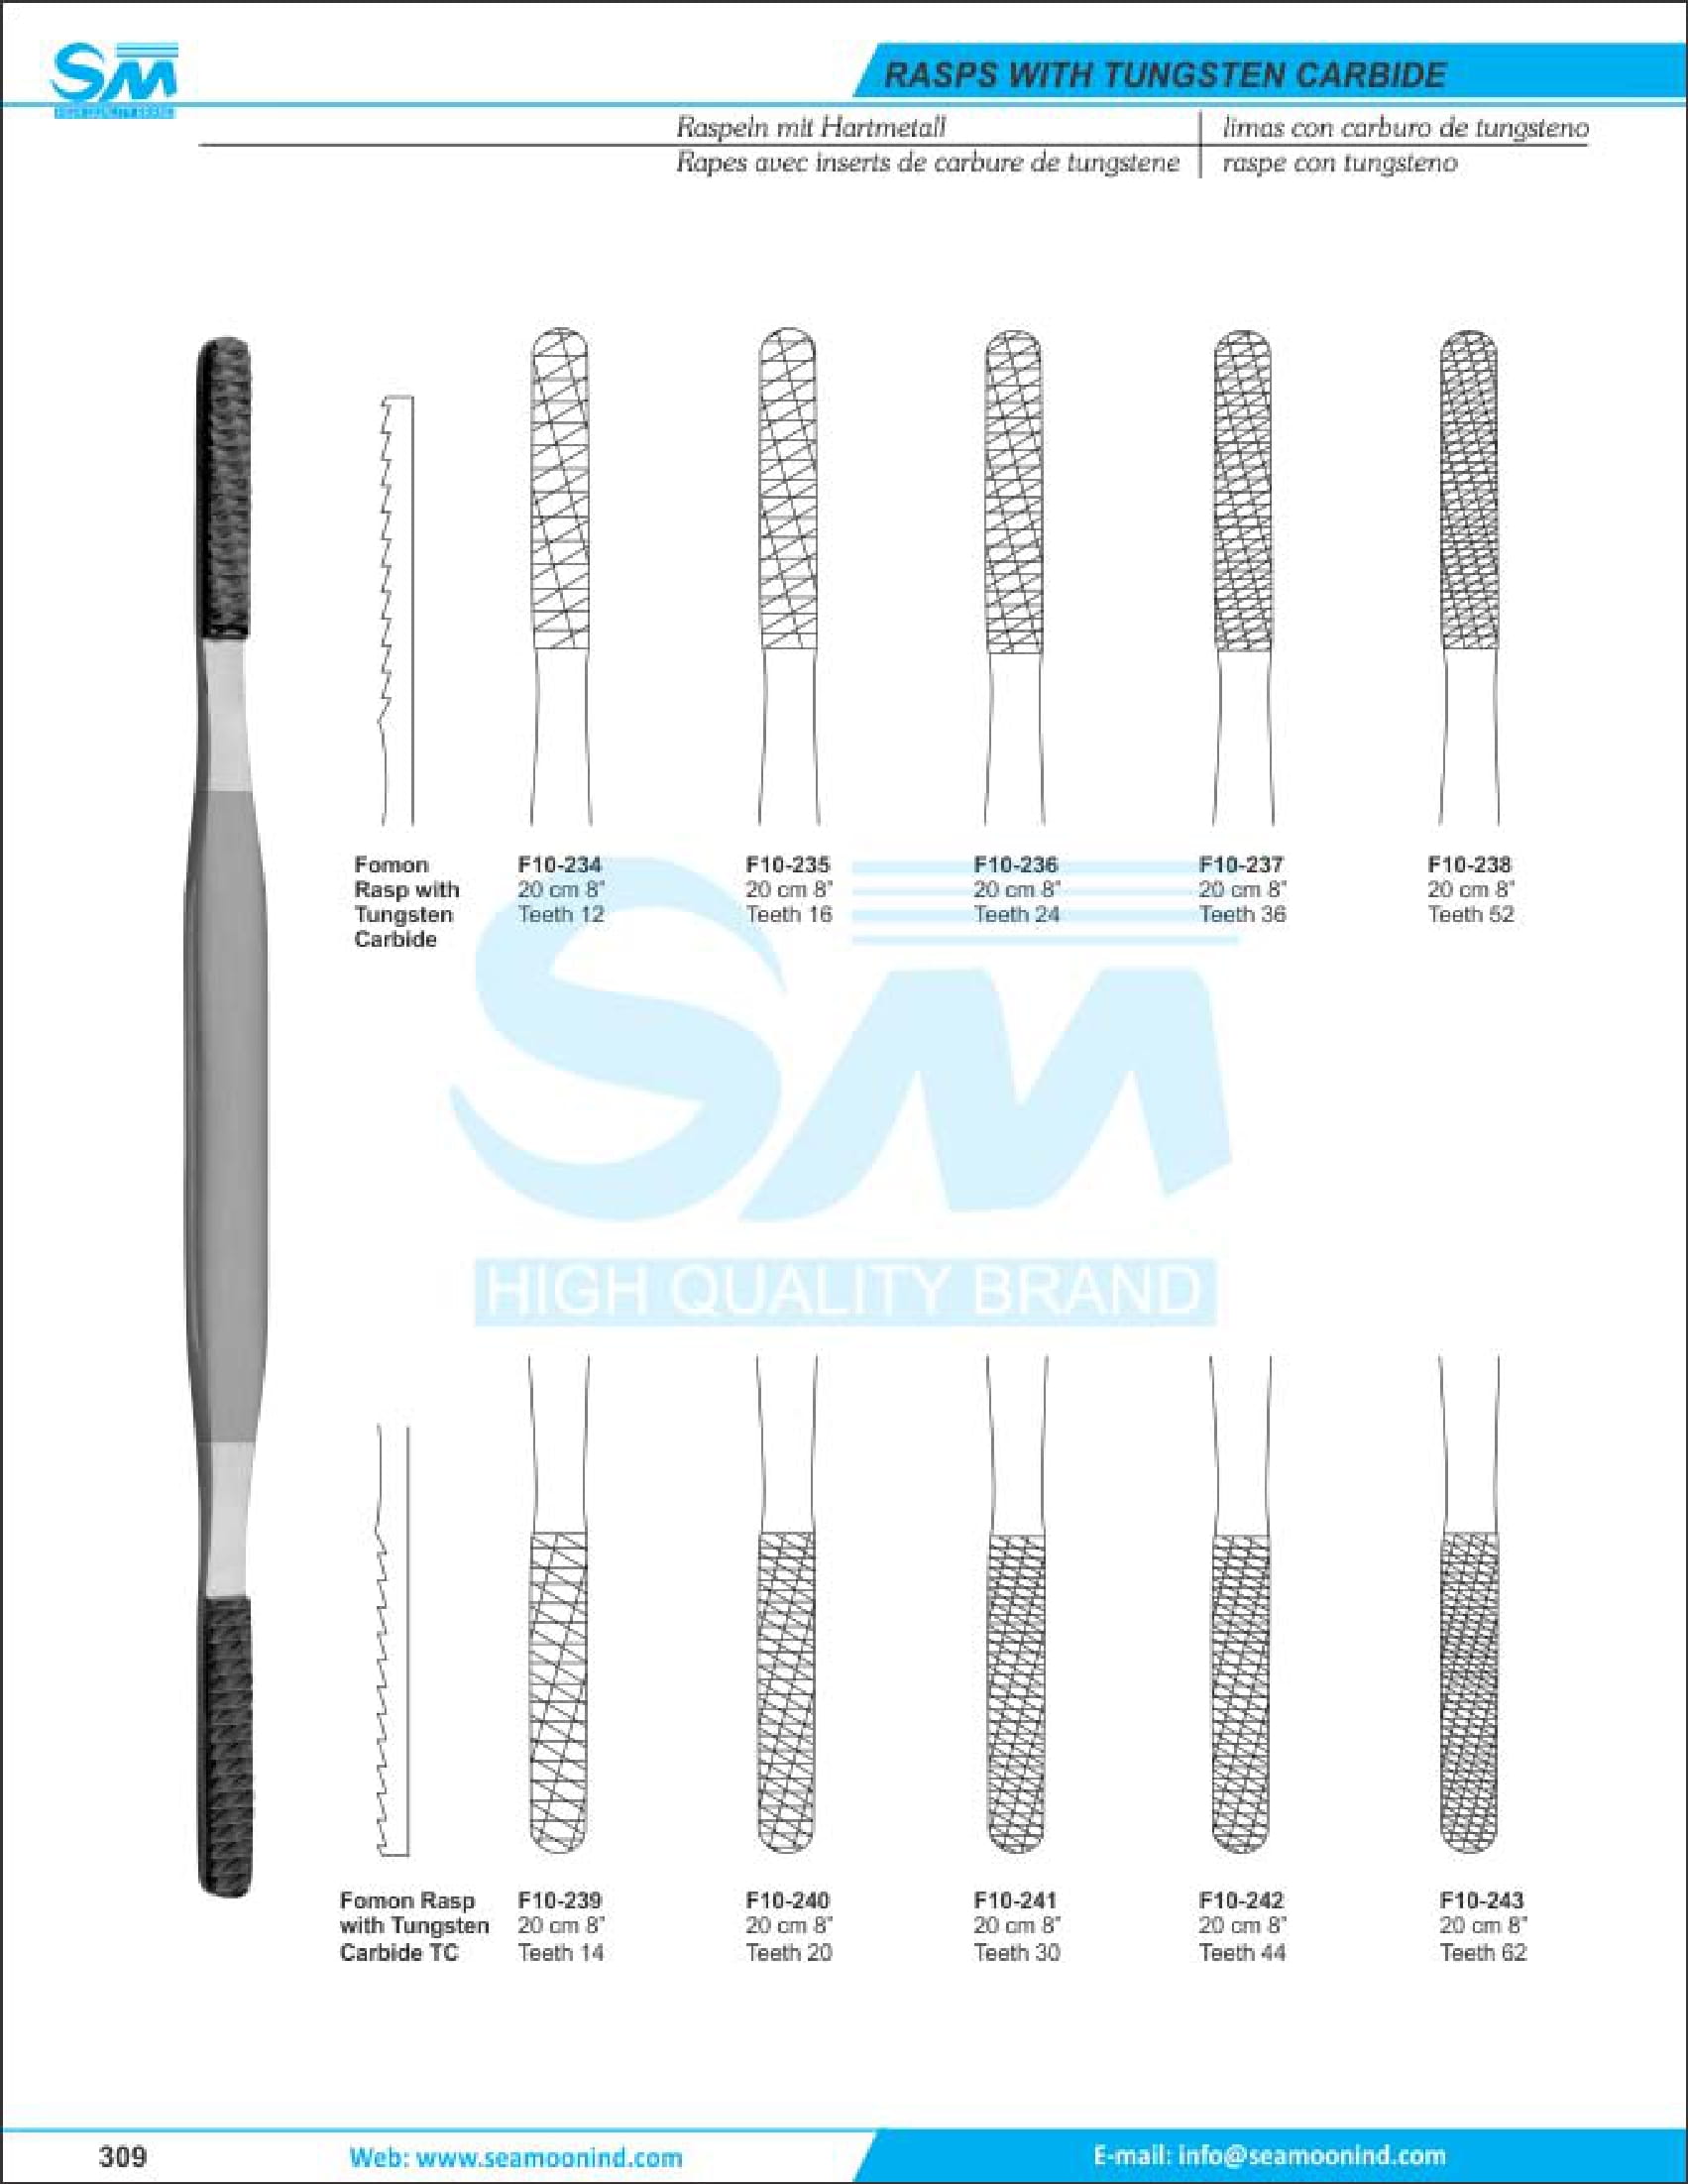 SM
RASPS WITH TUNGSTEN CARBIDE
Raspeln mit Hartmetall
limas con carburo de tungsteno
Rapes avec inserts de carbure de tungstene
raspe con tungsteno
Fomon
Rasp with
Tungsten
Carbide
F10-234
20 cm 8"
Teeth 12
F10-235
20 cm 8"
Teeth 16
F10-236
20 cm 8"
Teeth 24
F10-237
20 cm 8"
Teeth 36
F10-238
20 cm 8"
Teeth 52
SM
HIGH QUALITY BRAND
Fomon Rasp
with Tungsten
Carbide TC
F10-239
20 cm 8"
Teeth 14
F10-240
20 cm 8"
Teeth 20
F10-241
20 cm 8"
Teeth 30
F10-242
20 cm 8"
Teeth 44
F10-243
20 cm 8"
Teeth 62
309
Web: www.seamoonind.com
E-mail: info@seamoonind.com